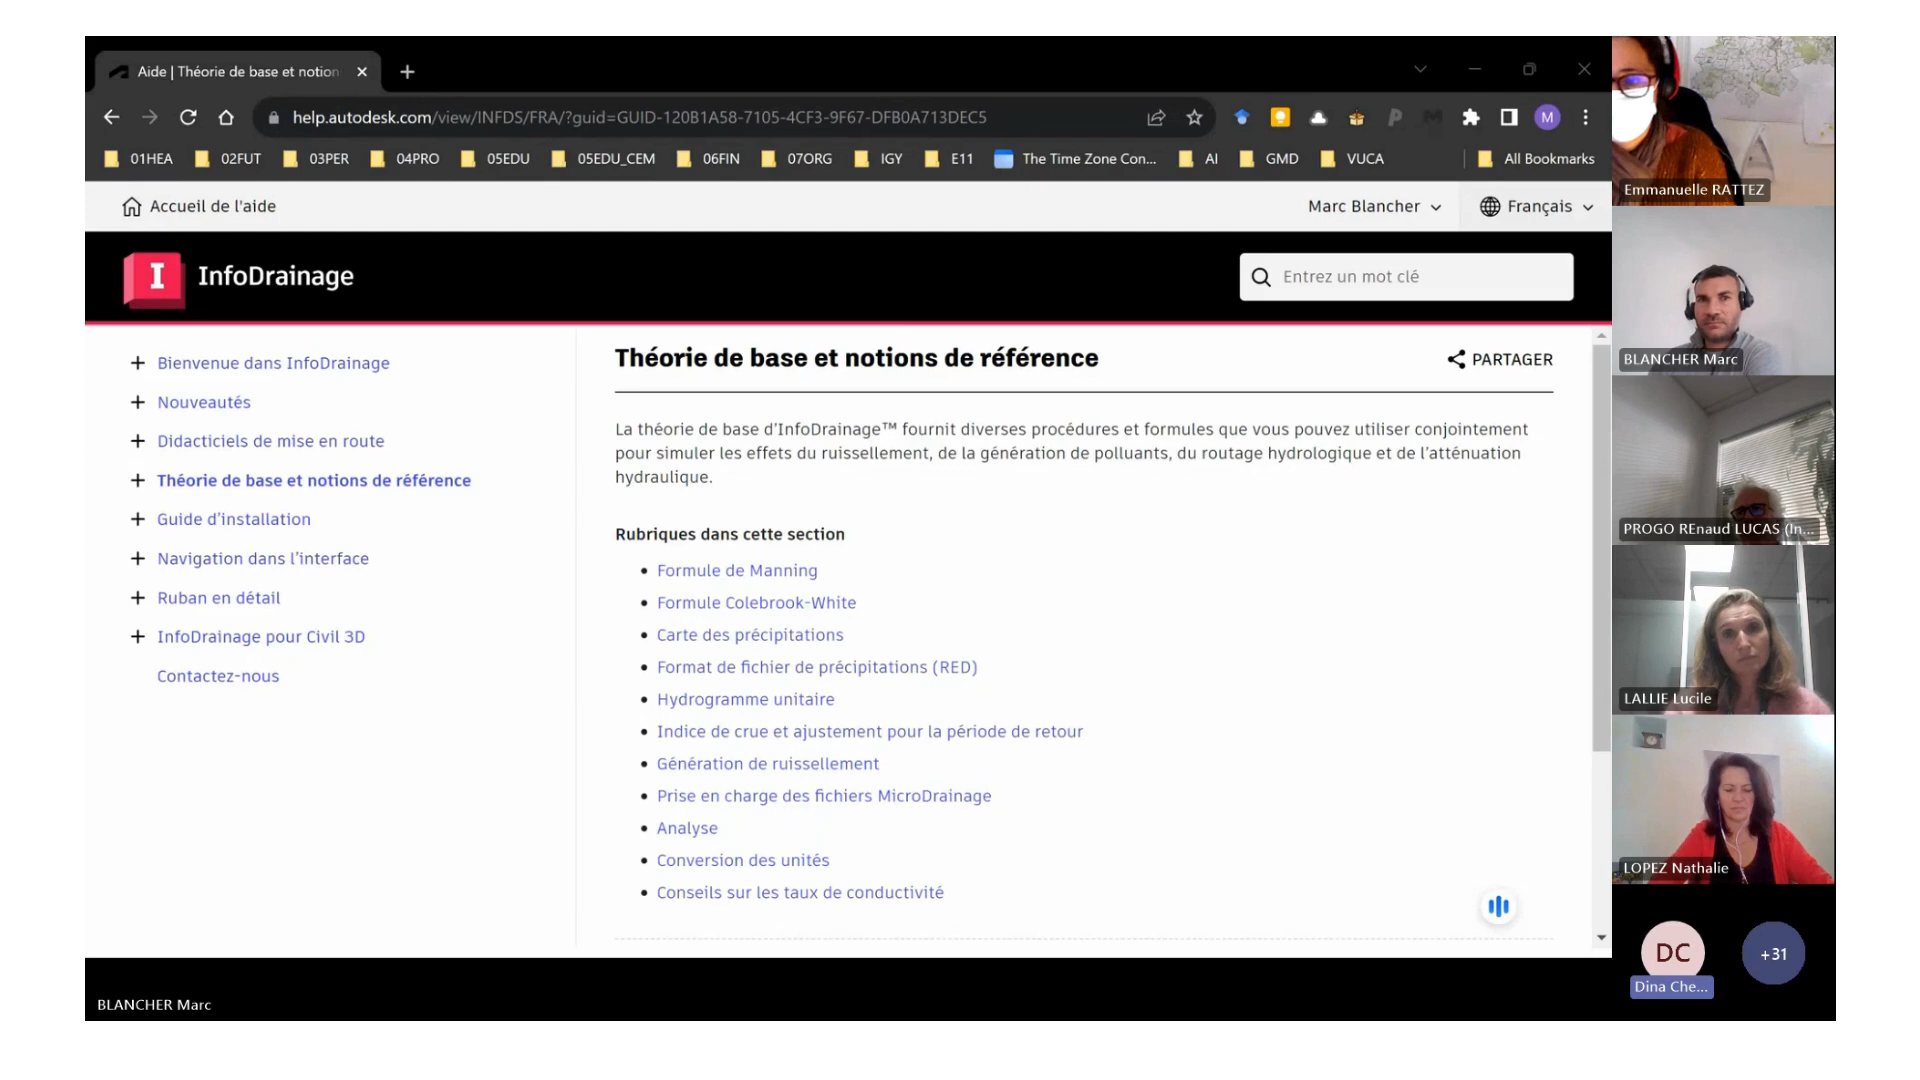 Aide | Théorie de base et notion
help.autodesk.com/view/INFDS/FRA/?guid=GUID-120B1A58-7105-4CF3-9F67-DFB0A713DEC5
M
01HEA 02FUT 03PER 04PRO 05EDU 05EDU_CEM 06FIN 07ORG IGY E11 The Time Zone Con... AI GMD VUCA All Bookmarks
Accueil de l'aide
Marc Blancher
Français
I InfoDrainage
Entrez un mot clé
Bienvenue dans InfoDrainage
Nouveautés
Didacticiels de mise en route
Théorie de base et notions de référence
Guide d’installation
Navigation dans l’interface
Ruban en détail
InfoDrainage pour Civil 3D
Contactez-nous
Théorie de base et notions de référence
PARTAGER
La théorie de base d’InfoDrainage™ fournit diverses procédures et formules que vous pouvez utiliser conjointement
pour simuler les effets du ruissellement, de la génération de polluants, du routage hydrologique et de l’atténuation
hydraulique.
Rubriques dans cette section
Formule de Manning
Formule Colebrook-White
Carte des précipitations
Format de fichier de précipitations (RED)
Hydrogramme unitaire
Indice de crue et ajustement pour la période de retour
Génération de ruissellement
Prise en charge des fichiers MicroDrainage
Analyse
Conversion des unités
Conseils sur les taux de conductivité
BLANCHER Marc
Emmanuelle RATTEZ
BLANCHER Marc
PROGO REnaud LUCAS (In...
LALLIE Lucile
LOPEZ Nathalie
DC
Dina Che...
+31